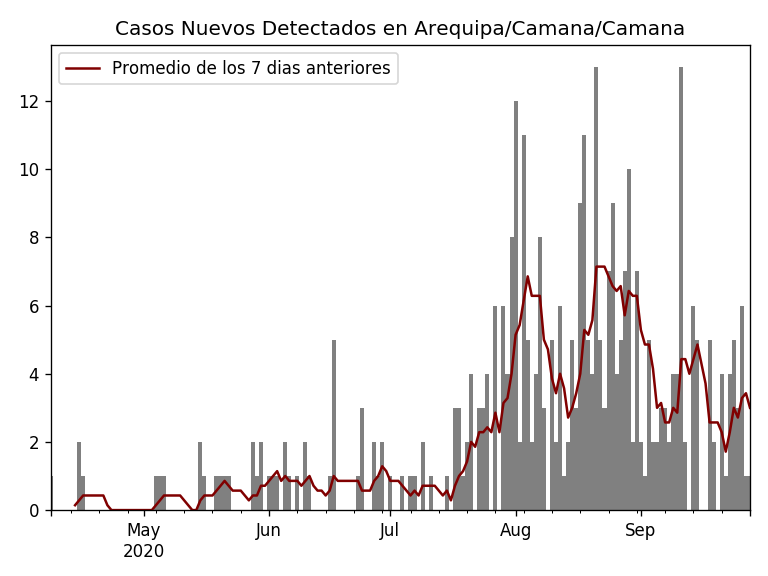 Casos Nuevos Detectados en Arequipa/Camana/Camana
Promedio de los 7 dias anteriores
12
10
8
6
4
2
0
May Jun Jul Aug Sep
2020